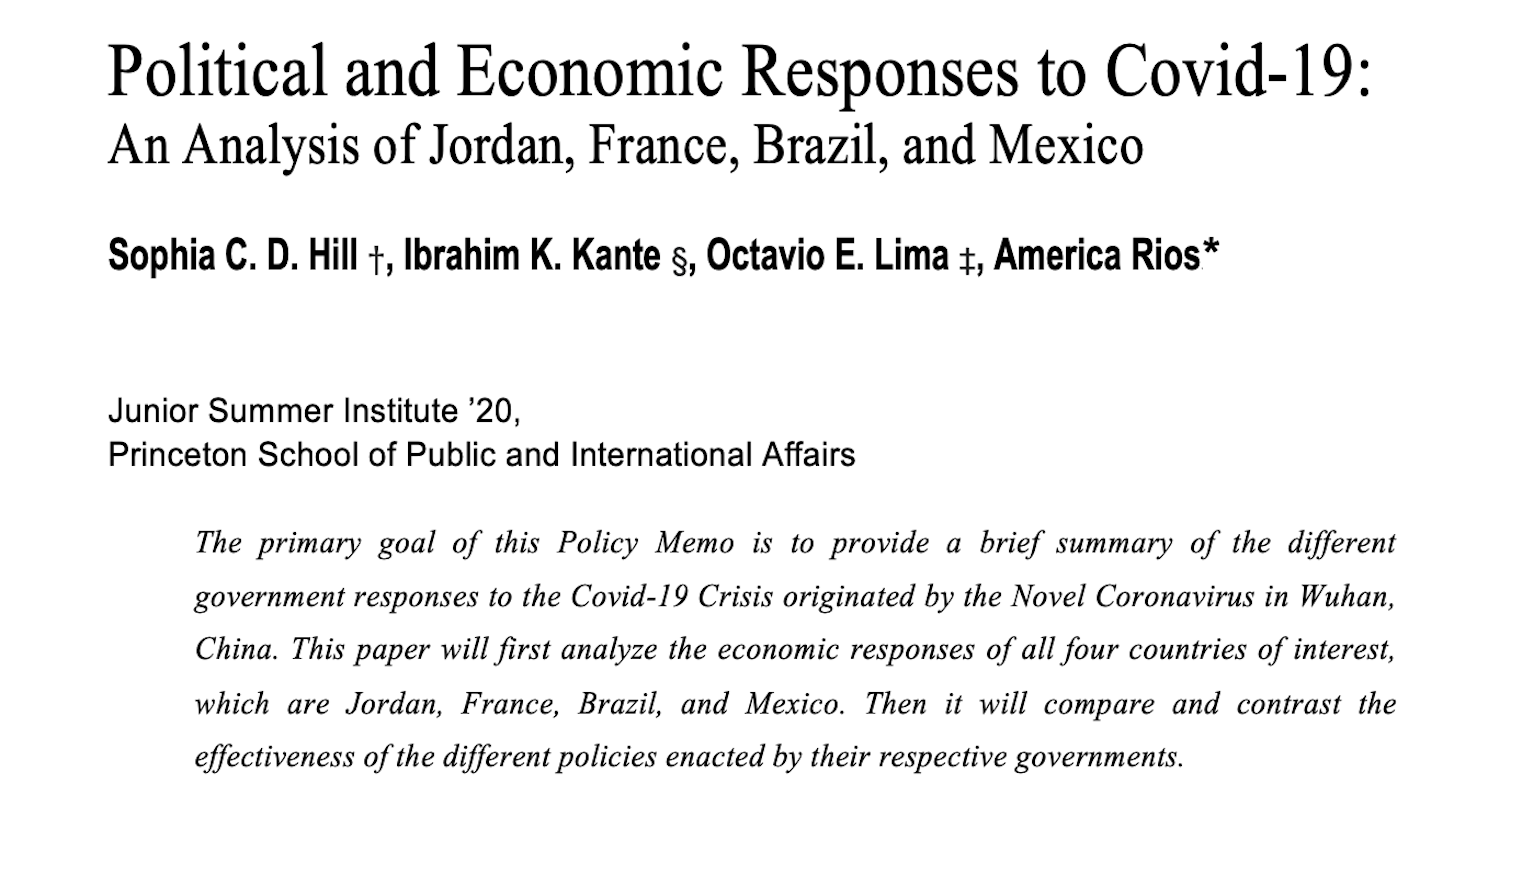 Political and Economic Responses to Covid-19:
An Analysis of Jordan, France, Brazil, and Mexico
Sophia C. D. Hill †, Ibrahim K. Kante §, Octavio E. Lima ‡, America Rios*
Junior Summer Institute ’20,
Princeton School of Public and International Affairs
The primary goal of this Policy Memo is to provide a brief summary of the different
government responses to the Covid-19 Crisis originated by the Novel Coronavirus in Wuhan,
China. This paper will first analyze the economic responses of all four countries of interest,
which are Jordan, France, Brazil, and Mexico. Then it will compare and contrast the
effectiveness of the different policies enacted by their respective governments.